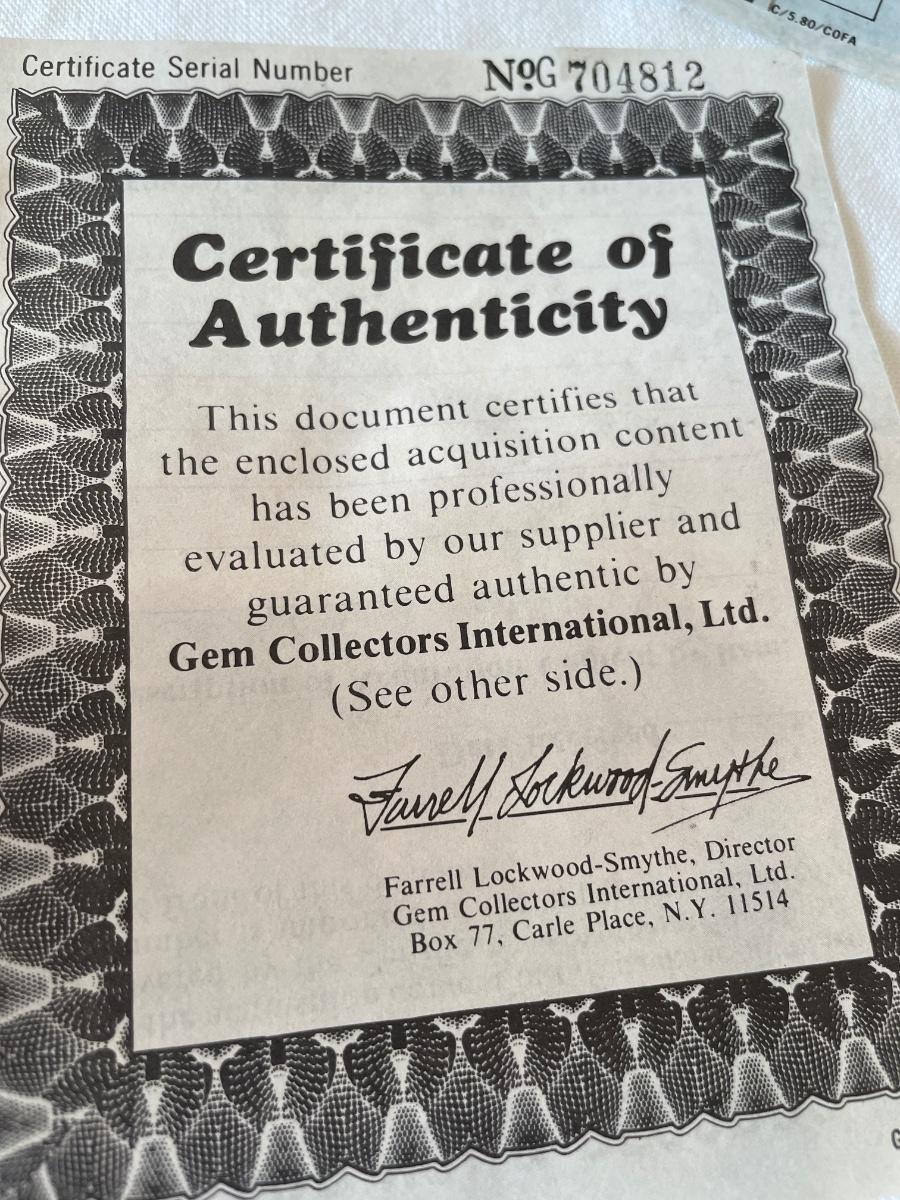 C/5.80/COFA
Certificate Serial Number NºG 704812
Certificate of
Authenticity
This document certifies that
the enclosed acquisition content
has been professionally
evaluated by our supplier and
guaranteed authentic by
Gem Collectors International, Ltd.
(See other side.)
Farrell Lockwood-Smythe
Farrell Lockwood-Smythe, Director
Gem Collectors International, Ltd.
Box 77, Carle Place, N.Y. 11514